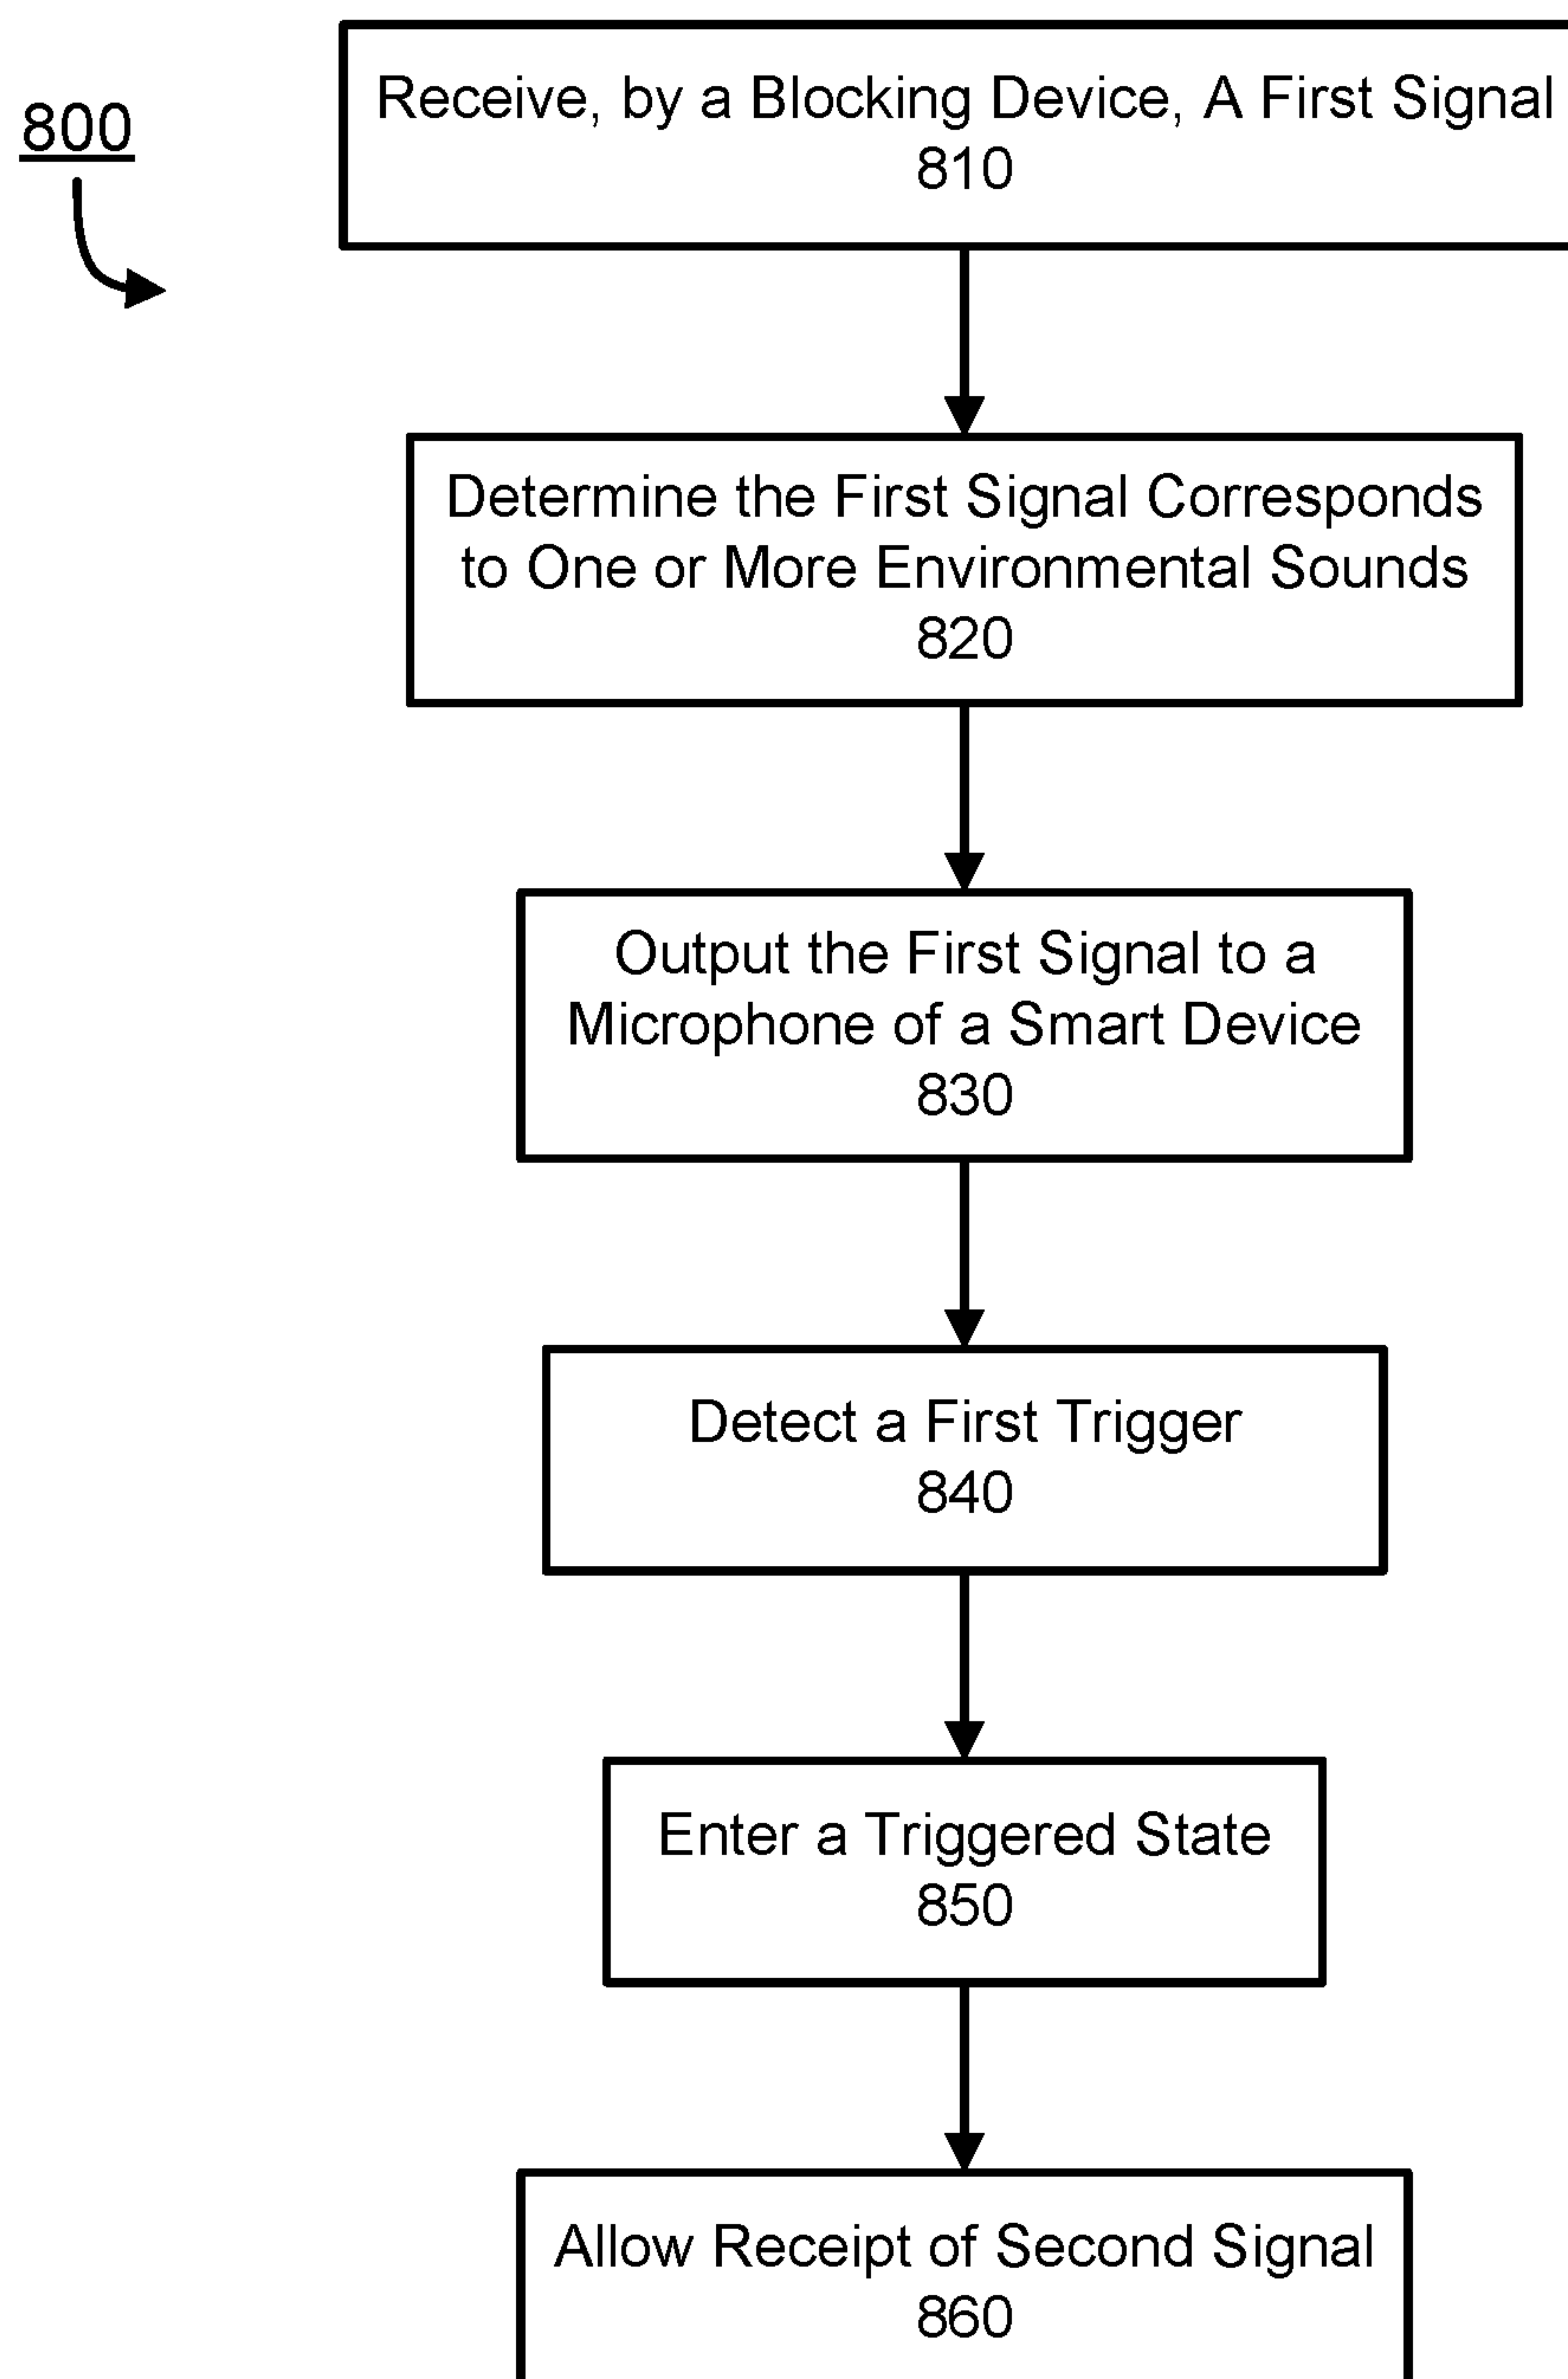 800
Receive, by a Blocking Device, A First Signal
810
Determine the First Signal Corresponds
to One or More Environmental Sounds
820
Output the First Signal to a
Microphone of a Smart Device
830
Detect a First Trigger
840
Enter a Triggered State
850
Allow Receipt of Second Signal
860